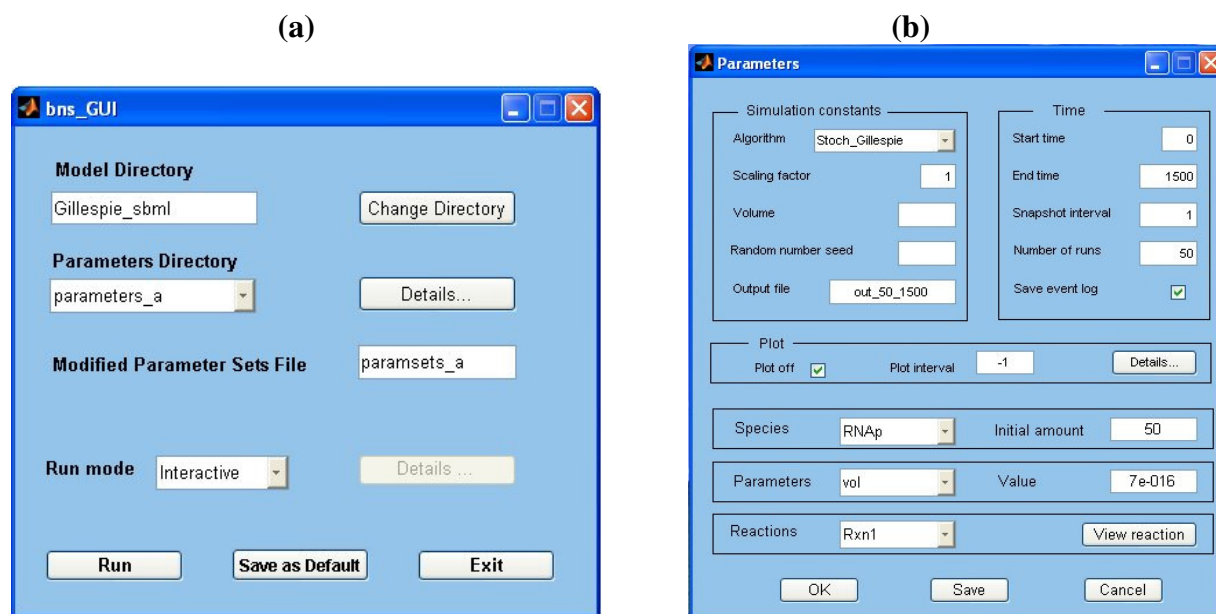 (a)
bns_GUI
Model Directory
Gillespie_sbml
Change Directory
Parameters Directory
parameters_a
Details...
Modified Parameter Sets File
paramsets_a
Run mode
Interactive
Details ...
Run
Save as Default
Exit
(b)
Parameters
Simulation constants
Algorithm
Stoch_Gillespie
Scaling factor
1
Volume
Random number seed
Output file
out_50_1500
Time
Start time
0
End time
1500
Snapshot interval
1
Number of runs
50
Save event log
Plot
Plot off
Plot interval
-1
Details...
Species
RNAp
Initial amount
50
Parameters
vol
Value
7e-016
Reactions
Rxn1
View reaction
OK
Save
Cancel